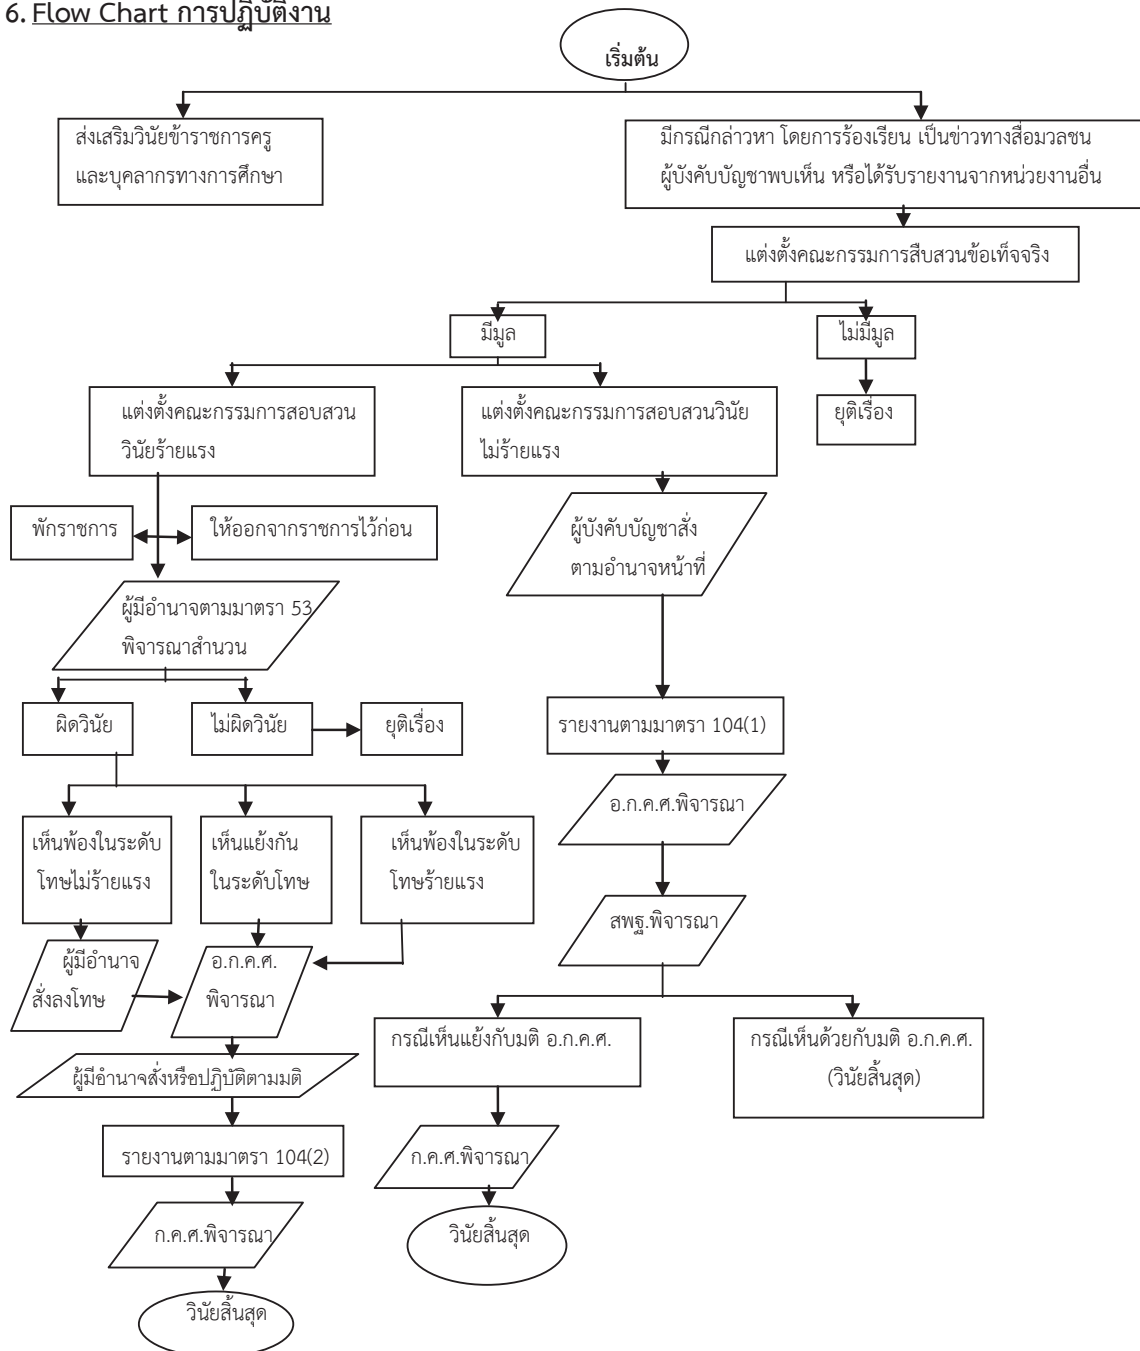 6. Flow Chart การปฏิบัติงาน
เริ่มต้น
ส่งเสริมวินัยข้าราชการครู
และบุคลากรทางการศึกษา
มีกรณีกล่าวหา โดยการร้องเรียน เป็นข่าวทางสื่อมวลชน
ผู้บังคับบัญชาพบเห็น หรือได้รับรายงานจากหน่วยงานอื่น
แต่งตั้งคณะกรรมการสืบสวนข้อเท็จจริง
มีมูล
ไม่มีมูล
ยุติเรื่อง
แต่งตั้งคณะกรรมการสอบสวน
วินัยร้ายแรง
แต่งตั้งคณะกรรมการสอบสวนวินัย
ไม่ร้ายแรง
พักราชการ
ให้ออกจากราชการไว้ก่อน
ผู้บังคับบัญชาสั่ง
ตามอำนาจหน้าที่
ผู้มีอำนาจตามมาตรา 53
พิจารณาสำนวน
ผิดวินัย
ไม่ผิดวินัย
ยุติเรื่อง
รายงานตามมาตรา 104(1)
อ.ก.ค.ศ.พิจารณา
เห็นพ้องในระดับ
โทษไม่ร้ายแรง
เห็นแย้งกัน
ในระดับโทษ
เห็นพ้องในระดับ
โทษร้ายแรง
สพฐ.พิจารณา
ผู้มีอำนาจ
สั่งลงโทษ
อ.ก.ค.ศ.
พิจารณา
กรณีเห็นแย้งกับมติ อ.ก.ค.ศ.
กรณีเห็นด้วยกับมติ อ.ก.ค.ศ.
(วินัยสิ้นสุด)
ผู้มีอำนาจสั่งหรือปฏิบัติตามมติ
รายงานตามมาตรา 104(2)
ก.ค.ศ.พิจารณา
ก.ค.ศ.พิจารณา
วินัยสิ้นสุด
วินัยสิ้นสุด